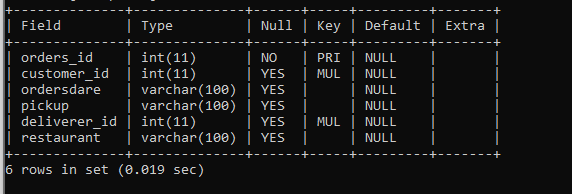 +--------------+--------------+------+-----+---------+-------+
| Field        | Type         | Null | Key | Default | Extra |
+--------------+--------------+------+-----+---------+-------+
| orders_id    | int(11)      | NO   | PRI | NULL    |       |
| customer_id  | int(11)      | YES  | MUL | NULL    |       |
| ordersdare   | varchar(100) | YES  |     | NULL    |       |
| pickup       | varchar(100) | YES  |     | NULL    |       |
| deliverer_id | int(11)      | YES  | MUL | NULL    |       |
| restaurant   | varchar(100) | YES  |     | NULL    |       |
+--------------+--------------+------+-----+---------+-------+
6 rows in set (0.019 sec)